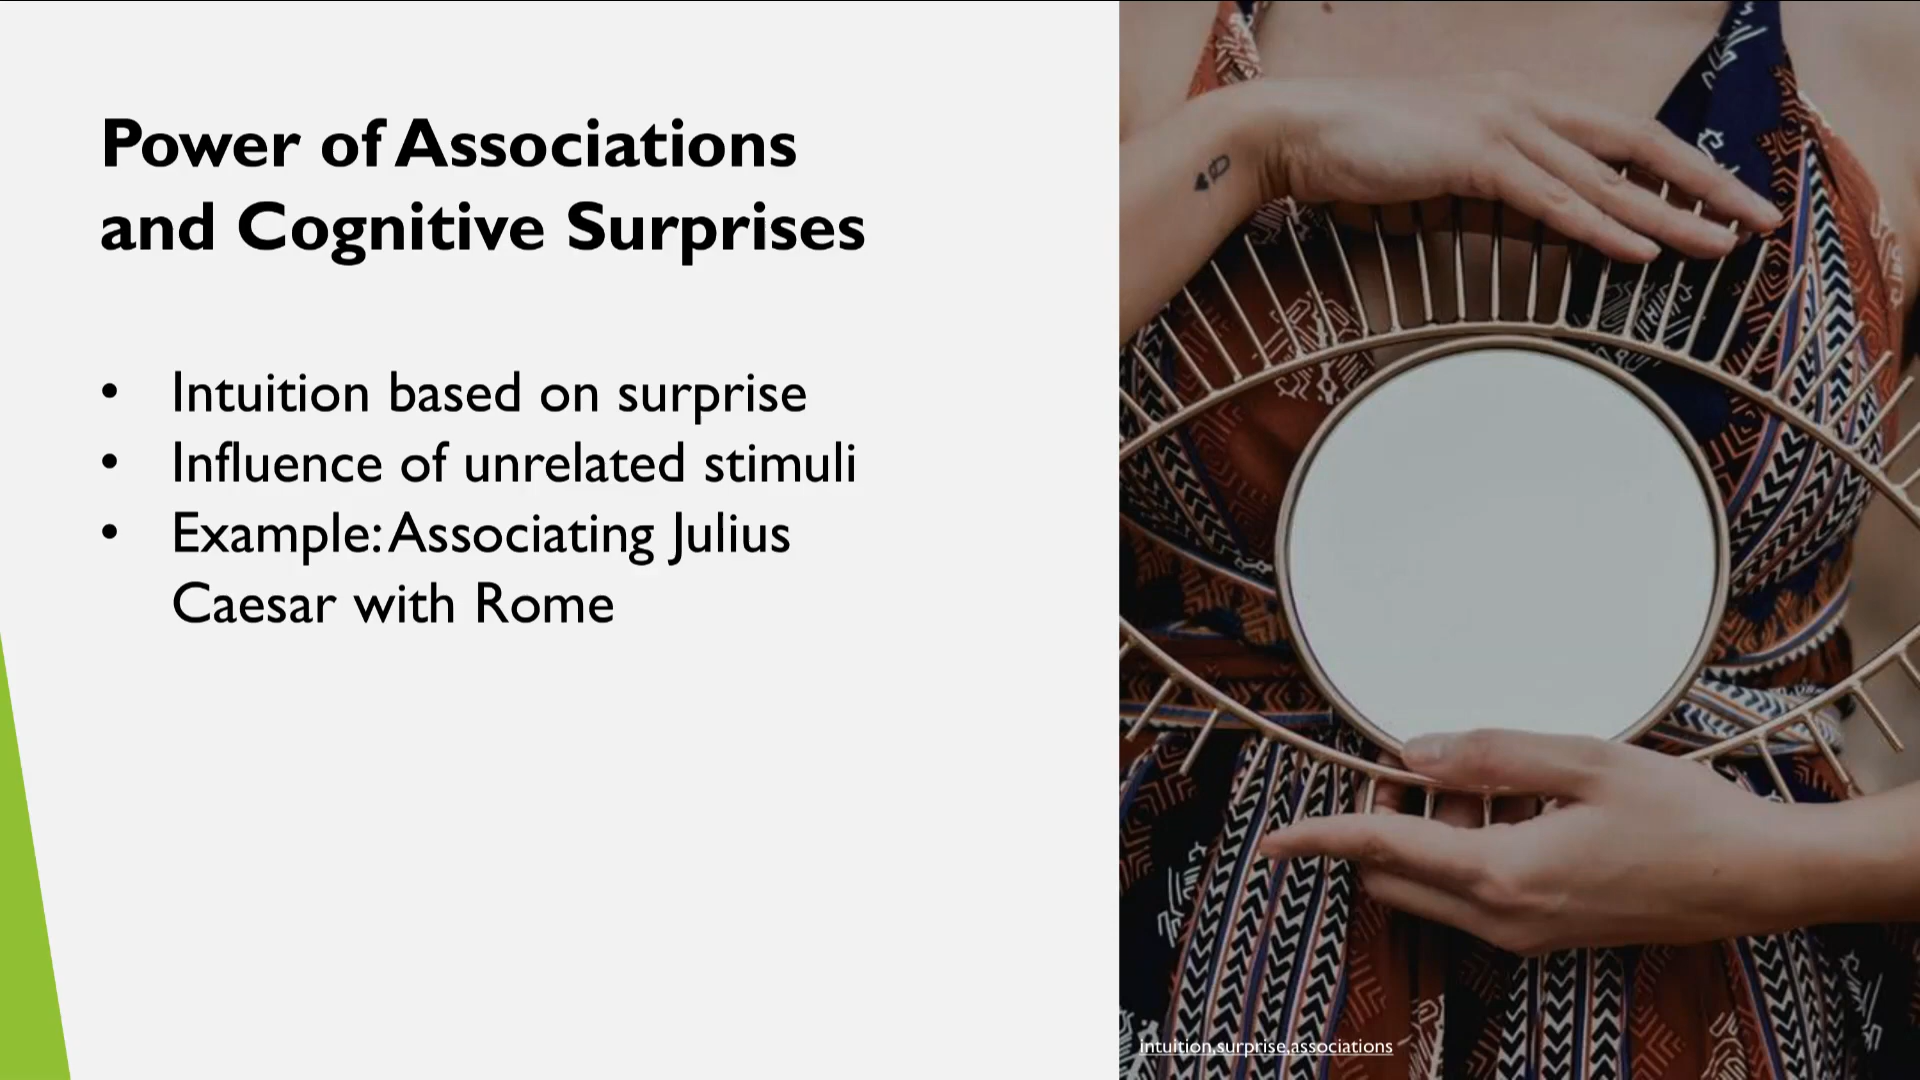 Power of Associations
and Cognitive Surprises
• Intuition based on surprise
• Influence of unrelated stimuli
• Example: Associating Julius
Caesar with Rome
intuition,surprise,associations